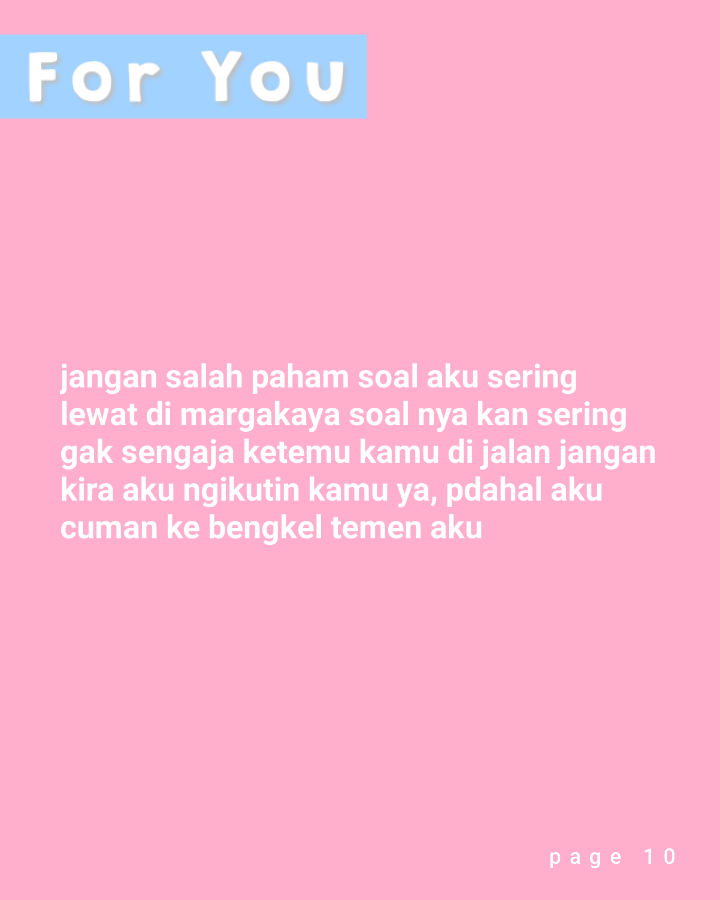 For You
jangan salah paham soal aku sering
lewat di margakaya soal nya kan sering
gak sengaja ketemu kamu di jalan jangan
kira aku ngikutin kamu ya, pdahal aku
cuman ke bengkel temen aku
page 10